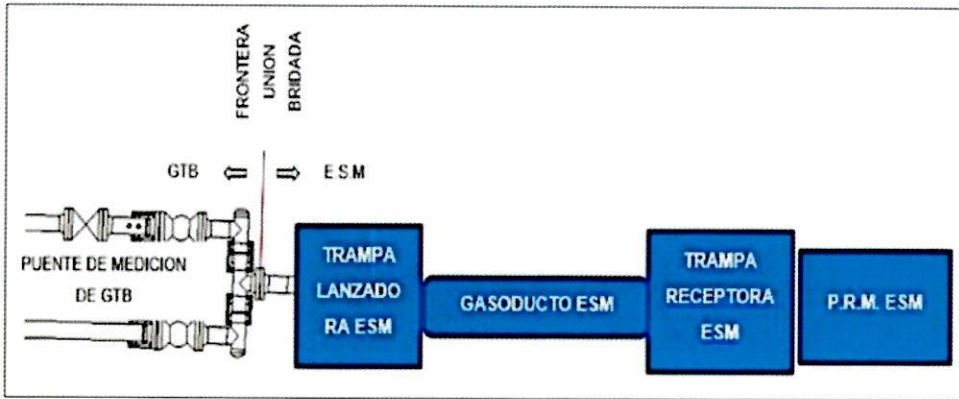 FRONTERA
UNION
BRIDADA
GTB
E.S.M
PUENTE DE MEDICION
DE GTB
TRAMPA
LANZADO
RA ESM
GASODUCTO ESM
TRAMPA
RECEPTORA
ESM
P.R.M. ESM